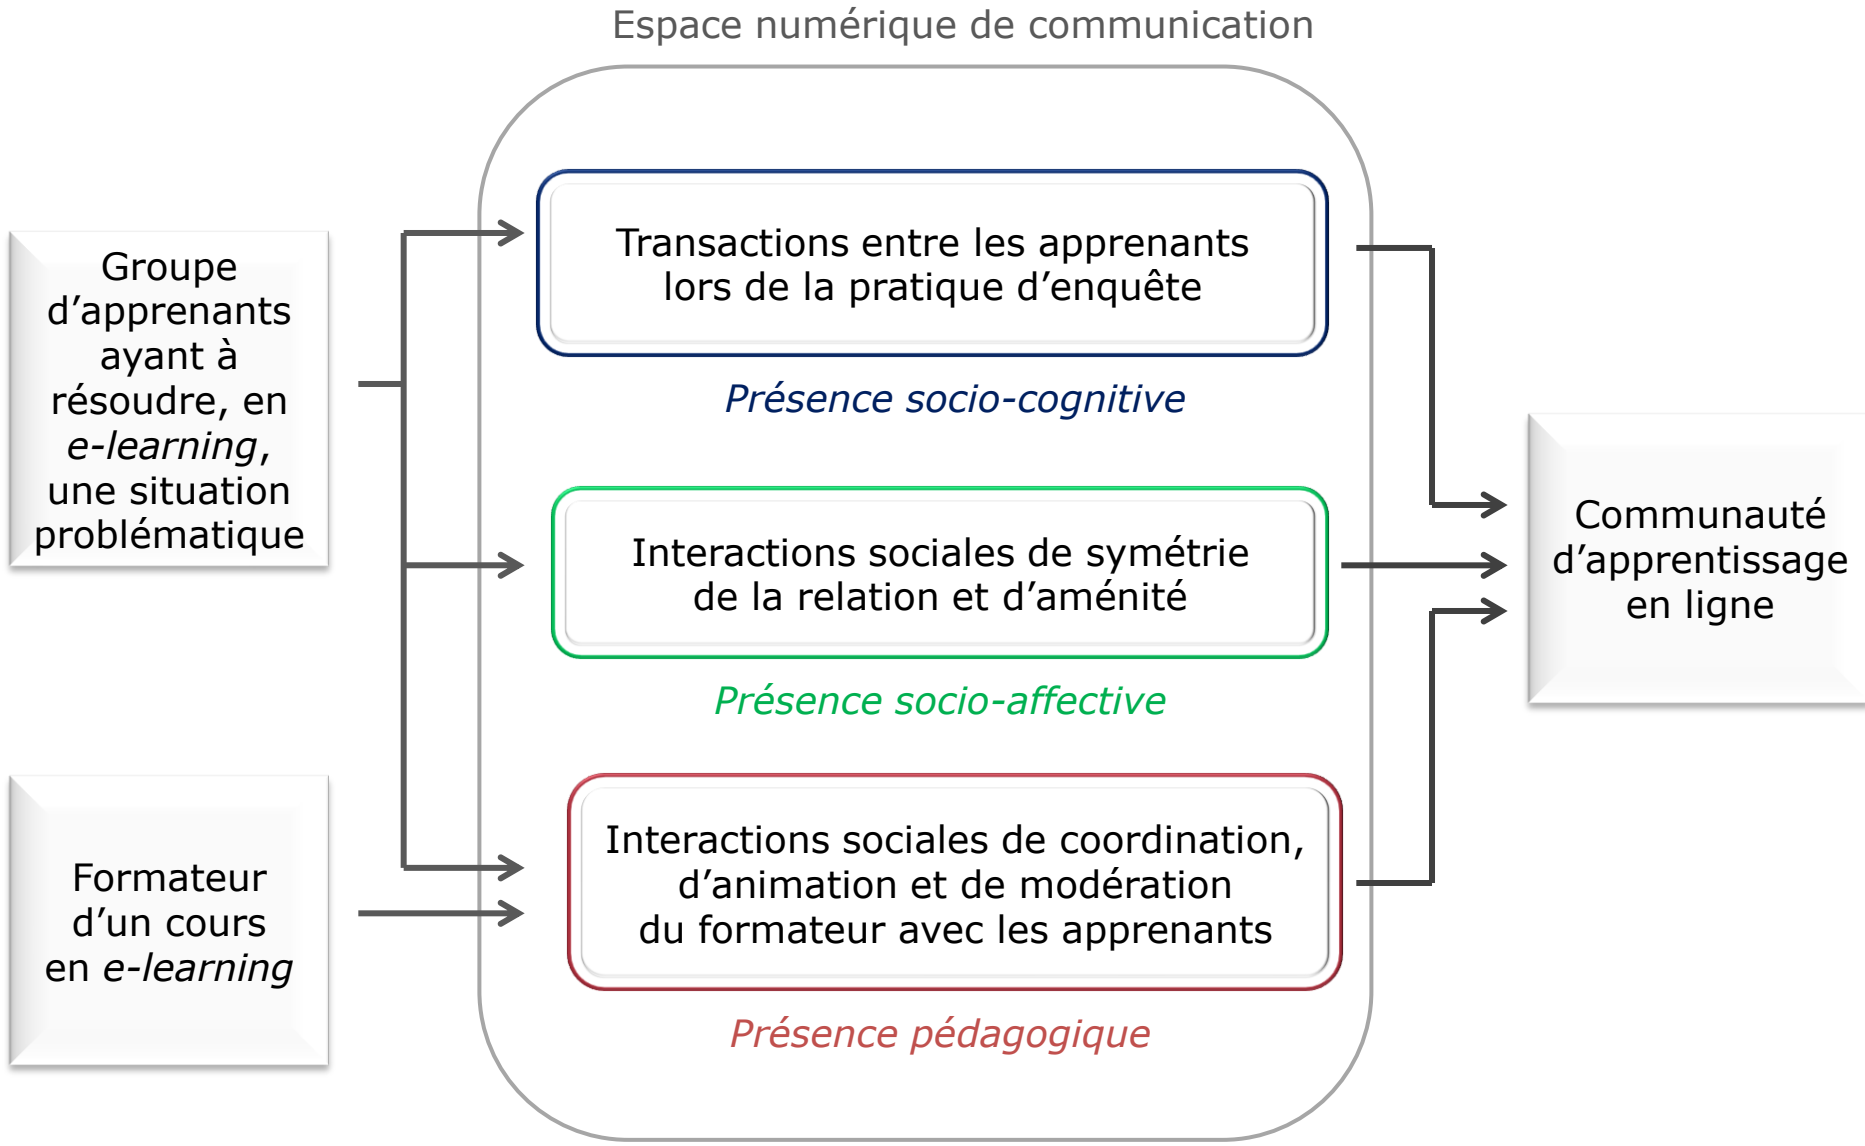 Espace numérique de communication
Groupe
d’apprenants
ayant à
résoudre, en
e-learning,
une situation
problématique
Transactions entre les apprenants
lors de la pratique d’enquête
Présence socio-cognitive
Interactions sociales de symétrie
de la relation et d’aménité
Présence socio-affective
Formateur
d’un cours
en e-learning
Interactions sociales de coordination,
d’animation et de modération
du formateur avec les apprenants
Présence pédagogique
Communauté
d’apprentissage
en ligne